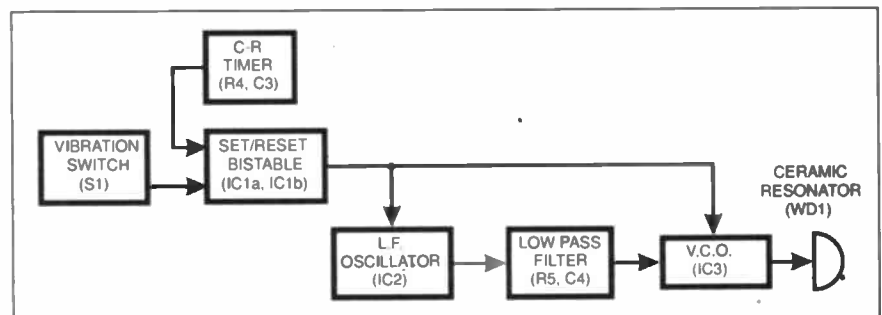 C-R
TIMER
(R4, C3)
VIBRATION
SWITCH
(S1)
SET/RESET
BISTABLE
(IC1a, IC1b)
CERAMIC
RESONATOR
(WD1)
L.F.
OSCILLATOR
(IC2)
LOW PASS
FILTER
(R5, C4)
V.C.O.
(IC3)